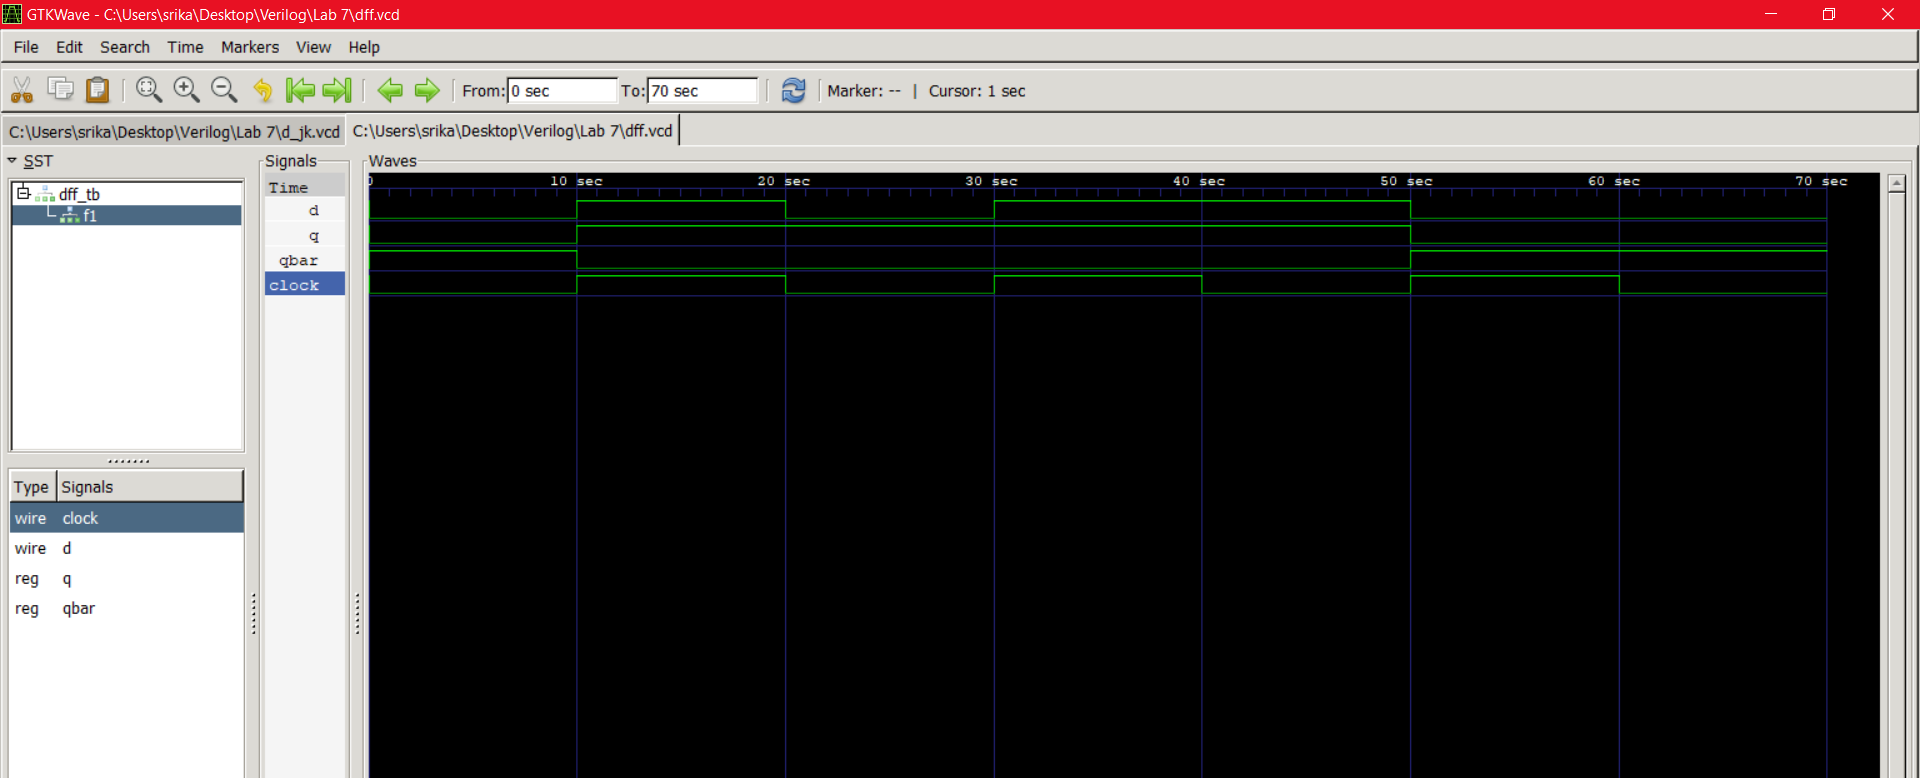 GTKWave - C:\Users\srika\Desktop\Verilog\Lab 7\dff.vcd
File Edit Search Time Markers View Help
From: 0 sec To: 70 sec Marker: -- | Cursor: 1 sec
C:\Users\srika\Desktop\Verilog\Lab 7\d_jk.vcd C:\Users\srika\Desktop\Verilog\Lab 7\dff.vcd
SST
dff_tb
f1
Type Signals
wire clock
wire d
reg q
reg qbar
Signals
Time
d
q
qbar
clock
Waves
0 10 sec 20 sec 30 sec 40 sec 50 sec 60 sec 70 sec